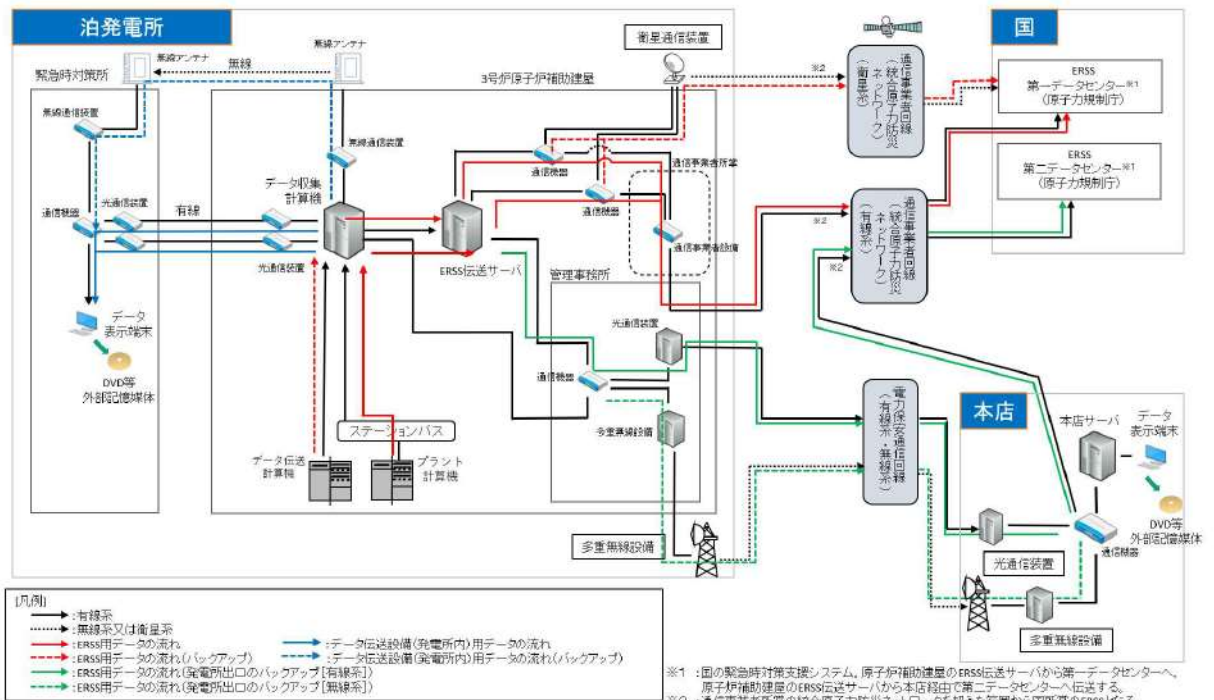 泊発電所
衛星通信装置
国
無線アンテナ
無線アンテナ
無線
緊急時対策所
3号炉原子炉補助建屋
※2
通信事業者回線
(統合原子力防災
ネットワーク)
(衛星系)
ERSS
第一データセンター※1
(原子力規制庁)
無線通信装置
無線通信装置
通信機器
通信事業者所掌
ERSS
第二データセンター※1
(原子力規制庁)
データ収集
計算機
光通信装置
有線
通信機器
通信機器
通信事業者設備
※2
通信事業者回線
(統合原子力防災
ネットワーク)
(有線系)
※2
光通信装置
ERSS伝送サーバ
管理事務所
データ
表示端末
光通信装置
DVD等
外部記憶媒体
通信機器
電力保安通信回線
(有線系・無線系)
本店
本店サーバ
データ
表示端末
ステーションバス
多重無線設備
データ伝送
計算機
プラント
計算機
DVD等
外部記憶媒体
通信機器
多重無線設備
光通信装置
多重無線設備
[凡例]
:有線系
:無線系又は衛星系
:ERSS用データの流れ
:データ伝送設備(発電所内)用データの流れ
:ERSS用データの流れ(バックアップ)
:データ伝送設備(発電所内)用データの流れ(バックアップ)
:ERSS用データの流れ(発電所出口のバックアップ[有線系])
:ERSS用データの流れ(発電所出口のバックアップ[無線系])
※1 :国の緊急時対策支援システム。原子炉補助建屋のERSS伝送サーバから第一データセンターへ、
原子炉補助建屋のERSS伝送サーバから本店経由で第二データセンターへ伝送する。